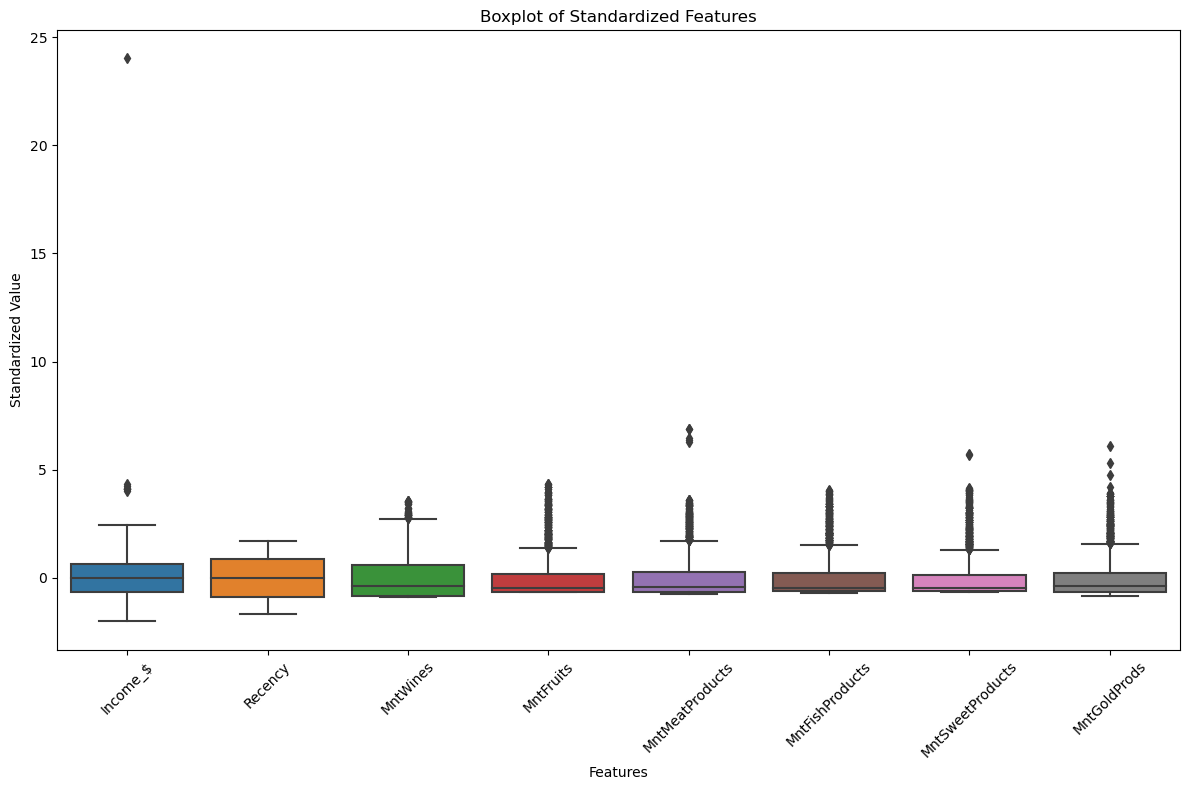 Boxplot of Standardized Features
25
20
15
10
5
0
Standardized Value
Income_$
Recency
MntWines
MntFruits
MntMeatProducts
MntFishProducts
MntSweetProducts
MntGoldProds
Features